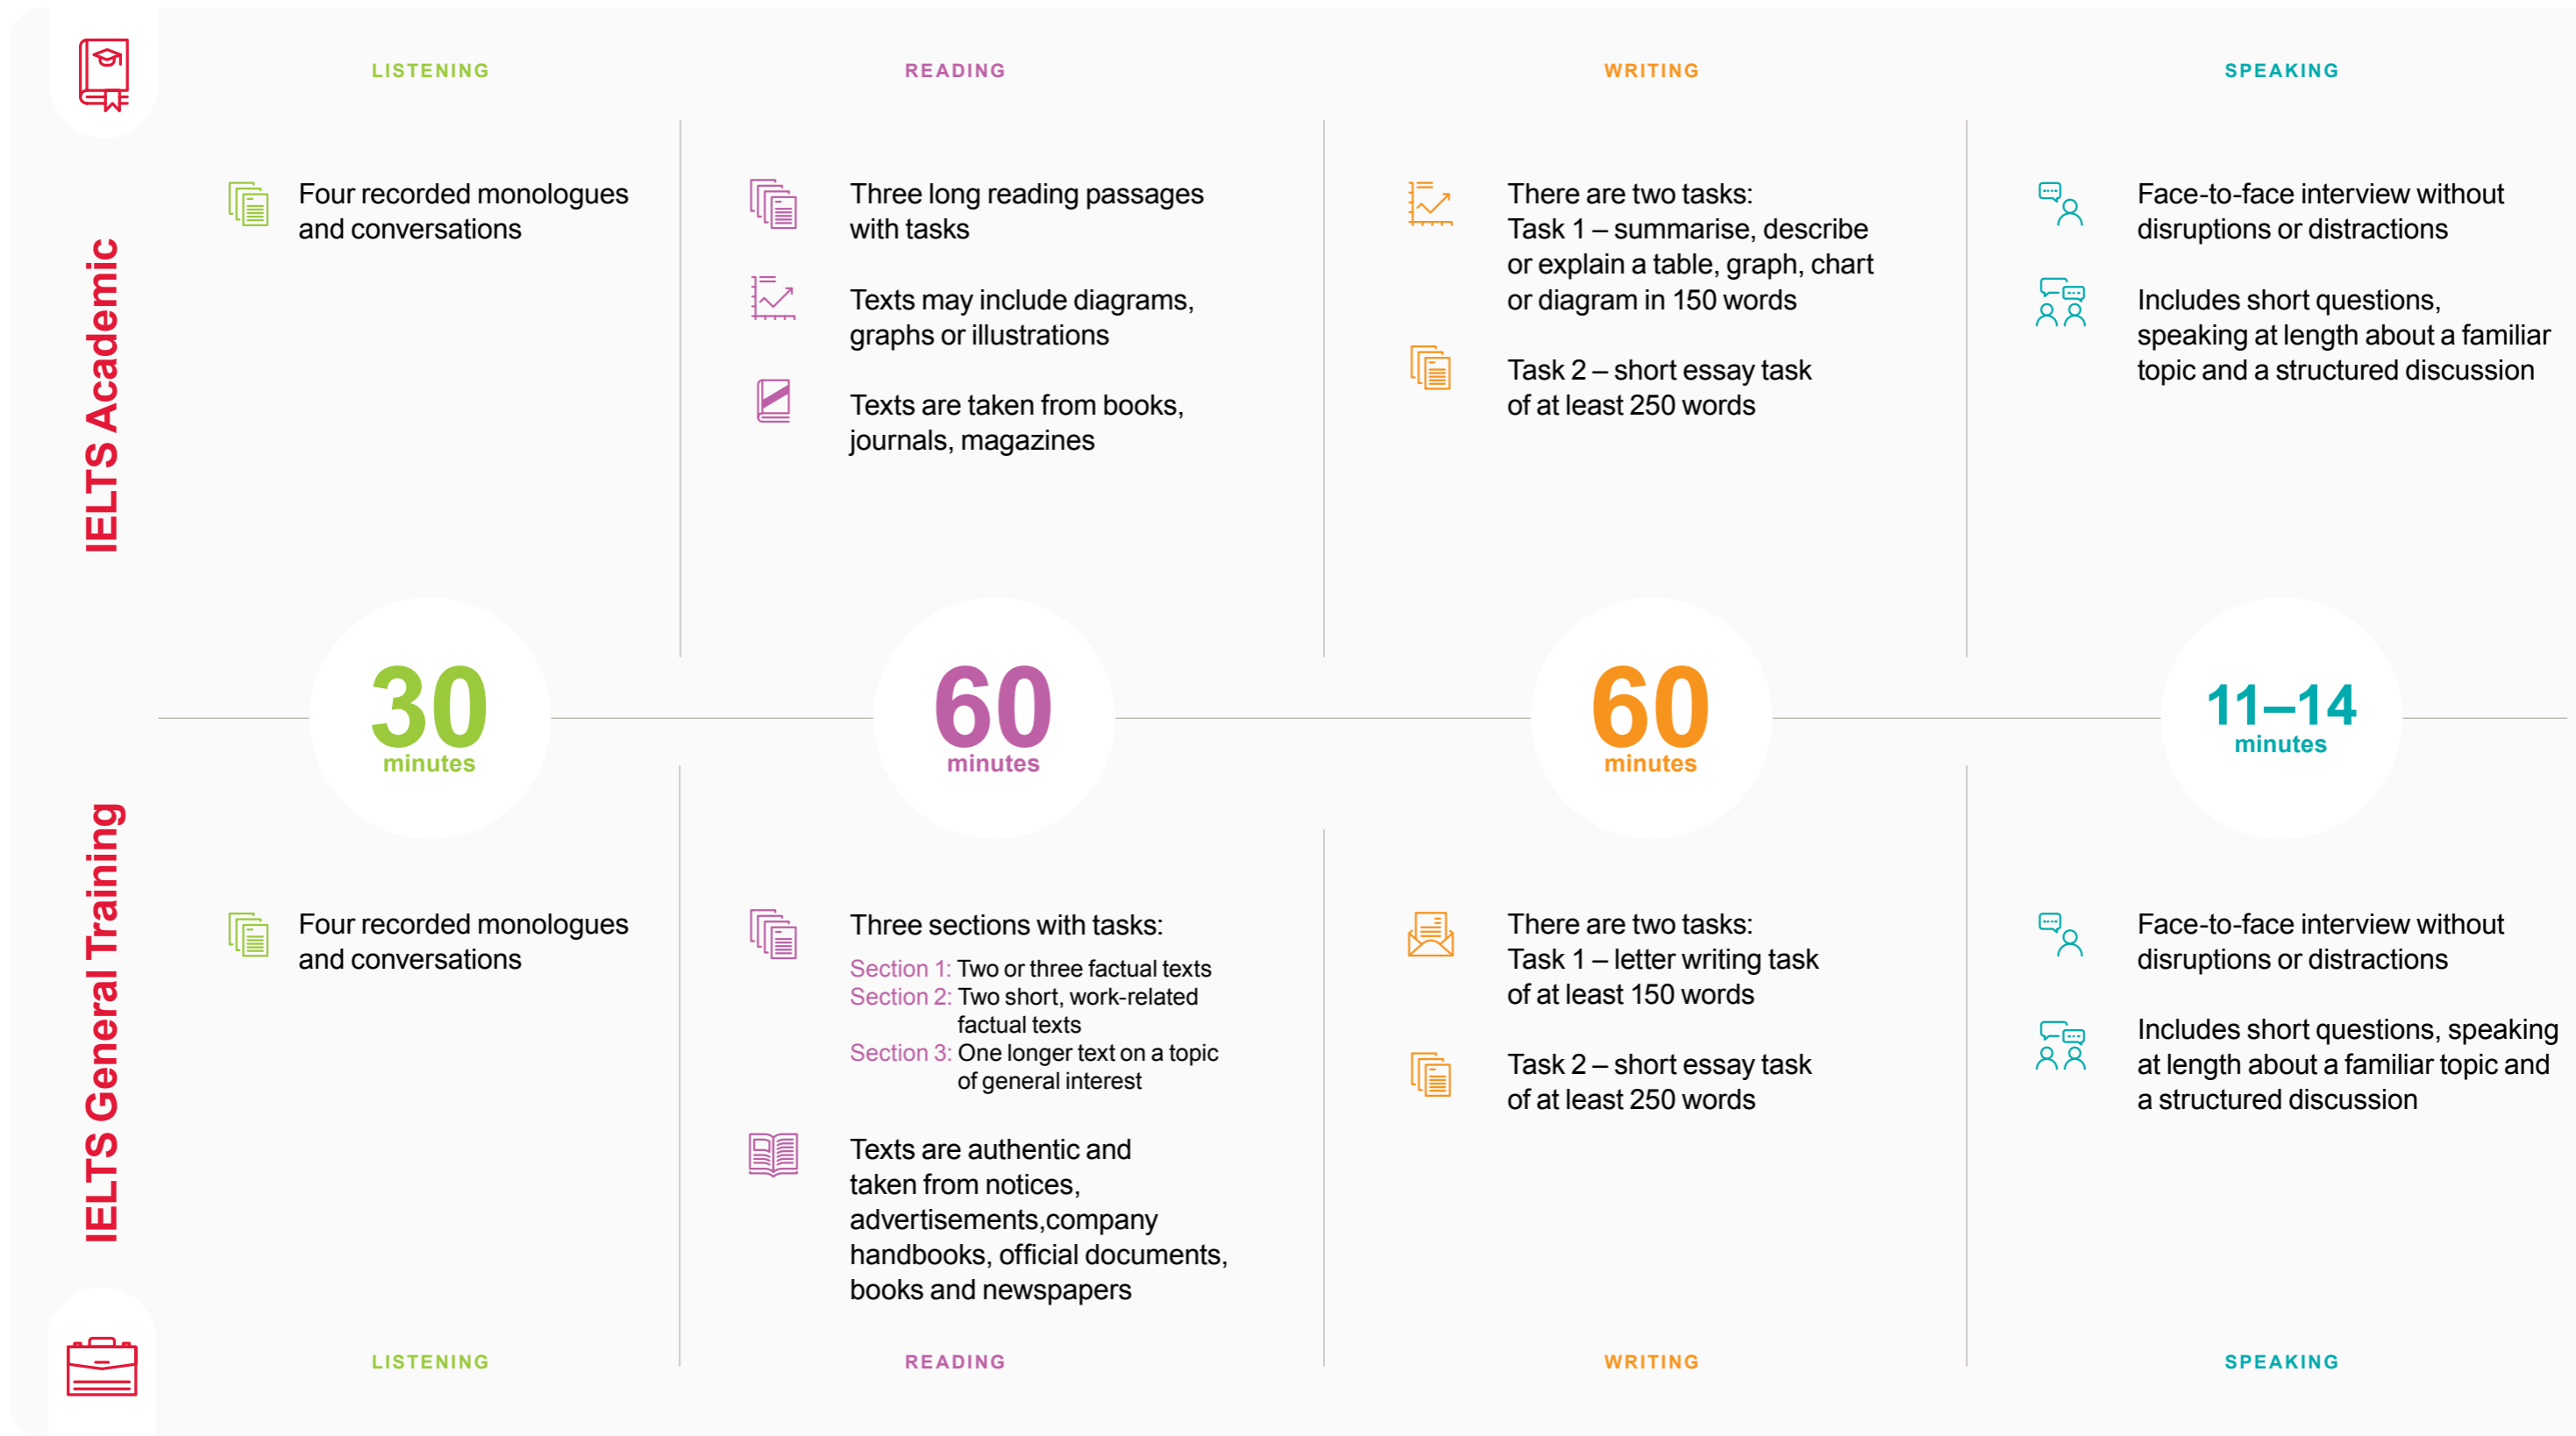 LISTENING
READING
WRITING
SPEAKING
IELTS Academic
Four recorded monologues
and conversations
Three long reading passages
with tasks
Texts may include diagrams,
graphs or illustrations
Texts are taken from books,
journals, magazines
There are two tasks:
Task 1 – summarise, describe
or explain a table, graph, chart
or diagram in 150 words
Task 2 – short essay task
of at least 250 words
Face-to-face interview without
disruptions or distractions
Includes short questions,
speaking at length about a familiar
topic and a structured discussion
30
minutes
60
minutes
60
minutes
11–14
minutes
IELTS General Training
Four recorded monologues
and conversations
Three sections with tasks:
Section 1: Two or three factual texts
Section 2: Two short, work-related
factual texts
Section 3: One longer text on a topic
of general interest
Texts are authentic and
taken from notices,
advertisements,company
handbooks, official documents,
books and newspapers
There are two tasks:
Task 1 – letter writing task
of at least 150 words
Task 2 – short essay task
of at least 250 words
Face-to-face interview without
disruptions or distractions
Includes short questions, speaking
at length about a familiar topic and
a structured discussion
LISTENING
READING
WRITING
SPEAKING